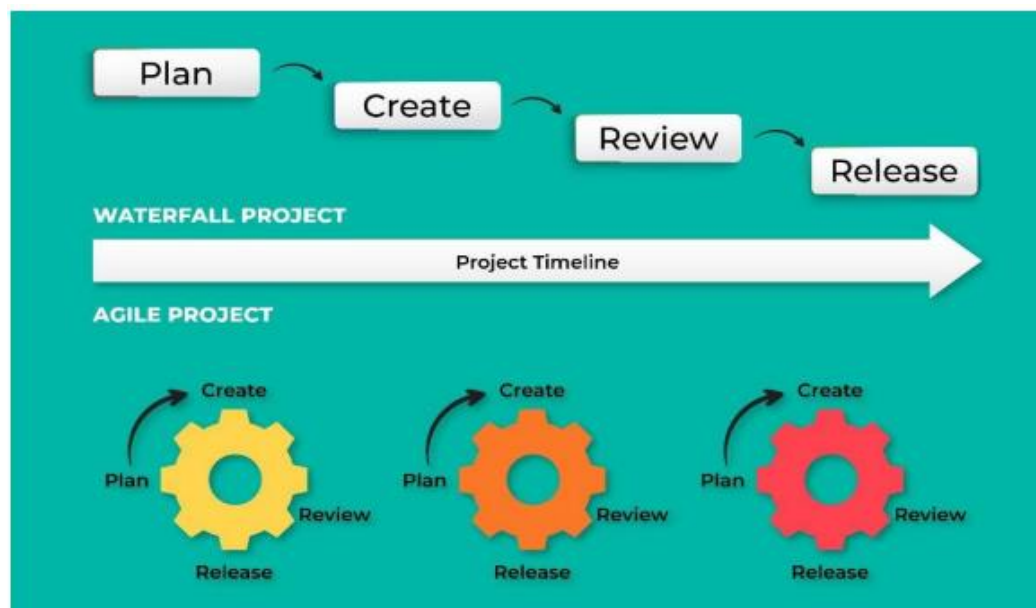 Plan
Create
Review
Release
WATERFALL PROJECT
Project Timeline
AGILE PROJECT
Create
Plan
Review
Release
Create
Plan
Review
Release
Create
Plan
Review
Release